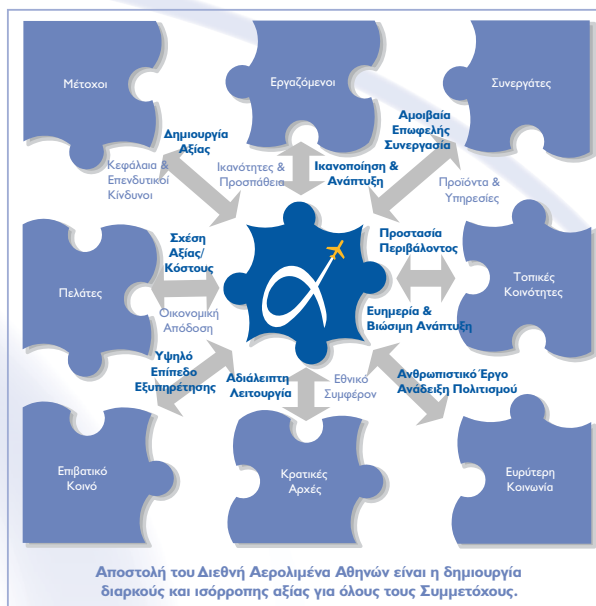 Μέτοχοι
Εργαζόμενοι
Συνεργάτες
Δημιουργία
Αξίας
Κεφάλαια &
Επενδυτικοί
Κίνδυνοι
Ικανότητες &
Προσπάθεια
Ικανοποίηση &
Ανάπτυξη
Αμοιβαία
Επωφελής
Συνεργασία
Προϊόντα &
Υπηρεσίες
Πελάτες
Σχέση
Αξίας/
Κόστους
Οικονομική
Απόδοση
Προστασία
Περιβάλοντος
Ευημερία &
Βιώσιμη Ανάπτυξη
Τοπικές
Κοινότητες
Υψηλό
Επίπεδο
Εξυπηρέτησης
Αδιάλειπτη
Λειτουργία
Εθνικό
Συμφέρον
Ανθρωπιστικό Έργο
Ανάδειξη Πολιτισμού
Επιβατικό
Κοινό
Κρατικές
Αρχές
Ευρύτερη
Κοινωνία
Αποστολή του Διεθνή Αερολιμένα Αθηνών είναι η δημιουργία
διαρκούς και ισόρροπης αξίας για όλους τους Συμμετόχους.